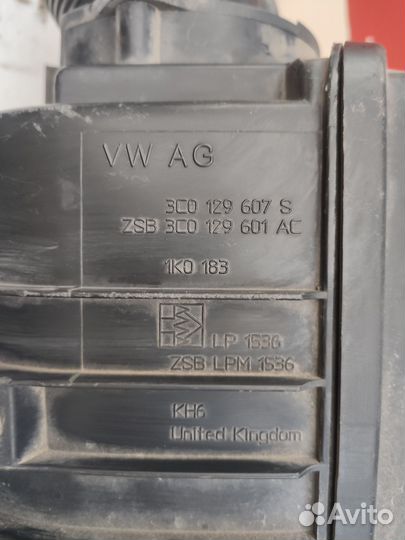 VW AG
3C0 129 607 S
ZSB 3C0 129 601 AC
1K0 183
LP 1536
ZSB LPM 1536
KH6
United Kingdom
Avito